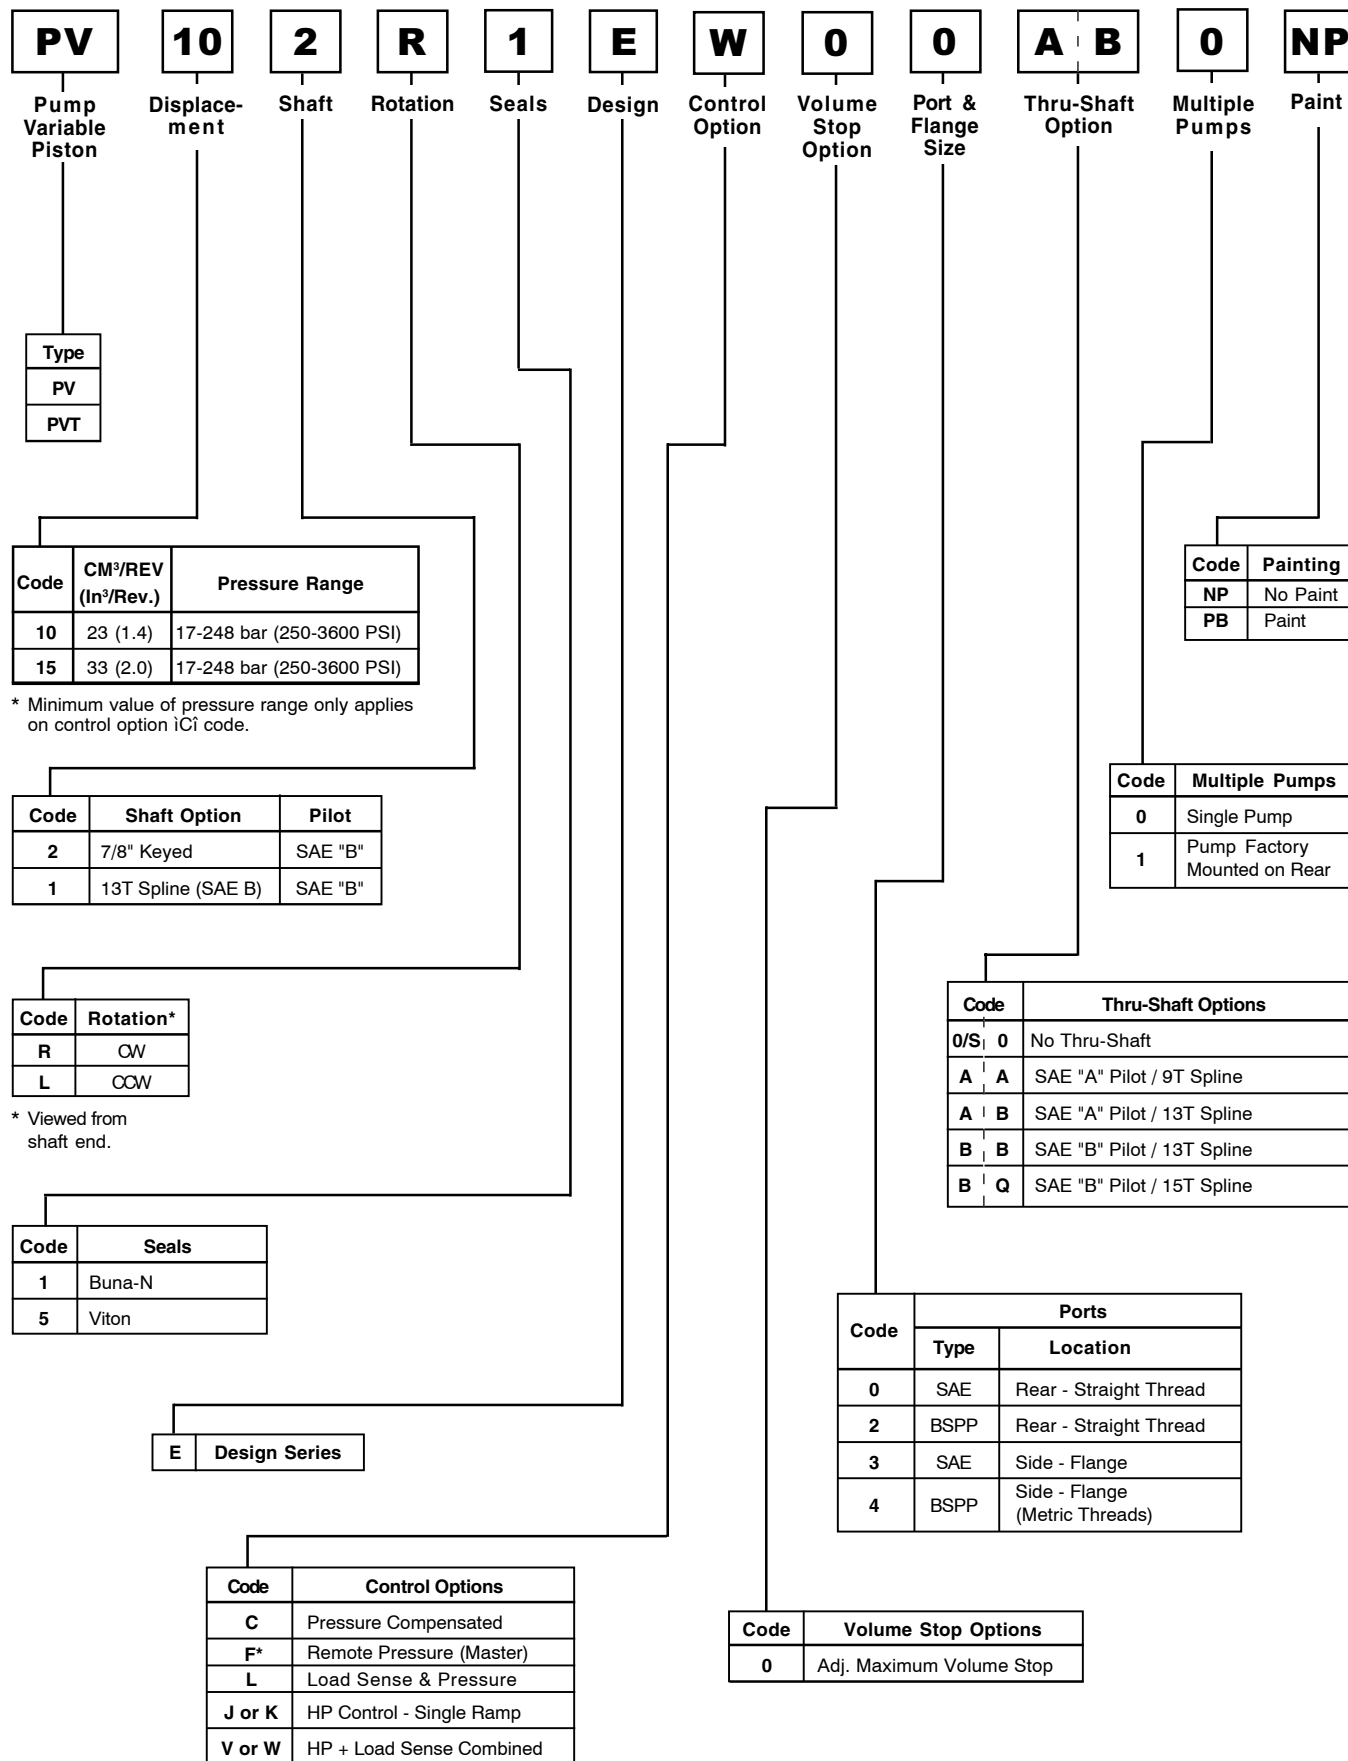 PV 10 2 R 1 E W 0 0 A B 0 NP
Pump Variable Piston
Displace-ment
Shaft
Rotation
Seals
Design
Control Option
Volume Stop Option
Port & Flange Size
Thru-Shaft Option
Multiple Pumps
Paint
Type
PV
PVT
Code CM³/REV (In³/Rev.) Pressure Range
10 23 (1.4) 17-248 bar (250-3600 PSI)
15 33 (2.0) 17-248 bar (250-3600 PSI)
* Minimum value of pressure range only applies
on control option ìCî code.
Code Painting
NP No Paint
PB Paint
Code Shaft Option Pilot
2 7/8" Keyed SAE "B"
1 13T Spline (SAE B) SAE "B"
Code Multiple Pumps
0 Single Pump
1 Pump Factory
Mounted on Rear
Code Rotation*
R CW
L CCW
* Viewed from
shaft end.
Code Thru-Shaft Options
0/S 0 No Thru-Shaft
A A SAE "A" Pilot / 9T Spline
A B SAE "A" Pilot / 13T Spline
B B SAE "B" Pilot / 13T Spline
B Q SAE "B" Pilot / 15T Spline
Code Seals
1 Buna-N
5 Viton
Code Ports
Type Location
0 SAE Rear - Straight Thread
2 BSPP Rear - Straight Thread
3 SAE Side - Flange
4 BSPP Side - Flange
(Metric Threads)
E Design Series
Code Control Options
C Pressure Compensated
F* Remote Pressure (Master)
L Load Sense & Pressure
J or K HP Control - Single Ramp
V or W HP + Load Sense Combined
Code Volume Stop Options
0 Adj. Maximum Volume Stop